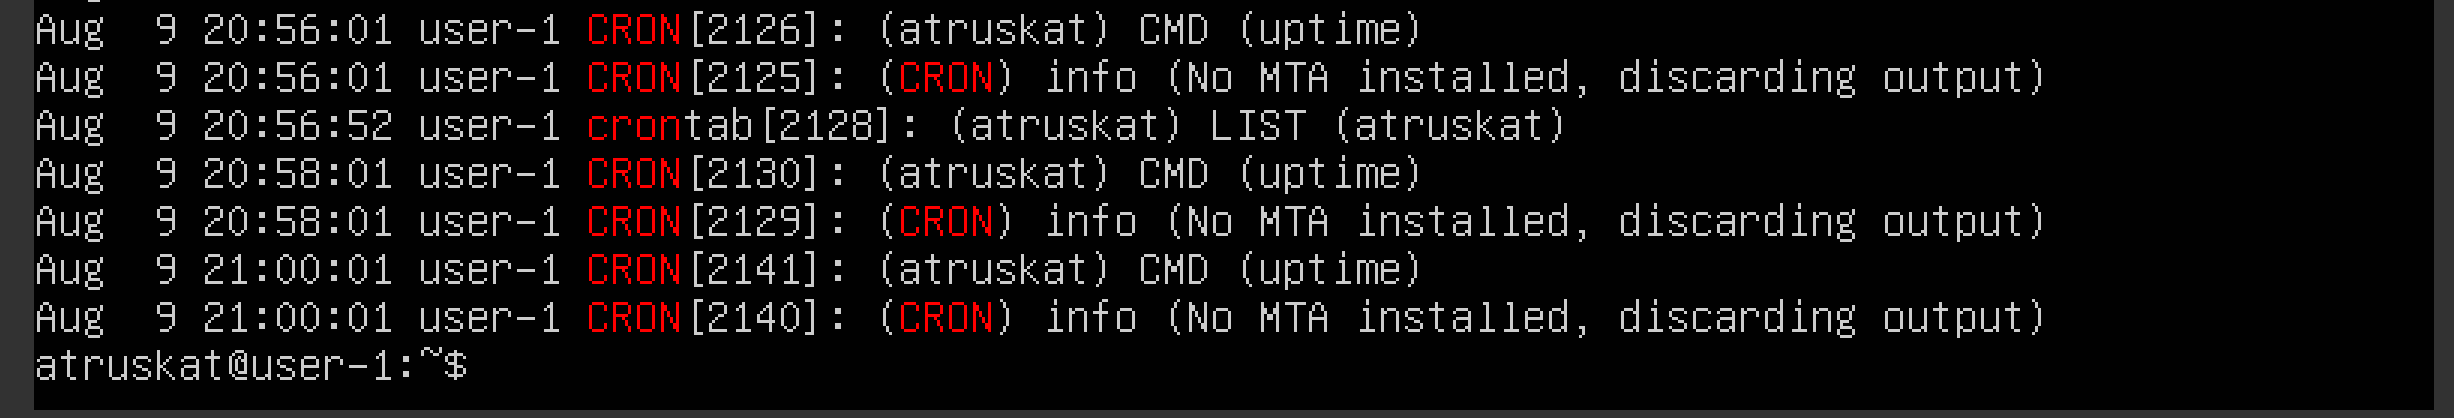 Aug  9 20:56:01 user-1 CRON[2126]: (atruskat) CMD (uptime)
Aug  9 20:56:01 user-1 CRON[2125]: (CRON) info (No MTA installed, discarding output)
Aug  9 20:56:52 user-1 crontab[2128]: (atruskat) LIST (atruskat)
Aug  9 20:58:01 user-1 CRON[2130]: (atruskat) CMD (uptime)
Aug  9 20:58:01 user-1 CRON[2129]: (CRON) info (No MTA installed, discarding output)
Aug  9 21:00:01 user-1 CRON[2141]: (atruskat) CMD (uptime)
Aug  9 21:00:01 user-1 CRON[2140]: (CRON) info (No MTA installed, discarding output)
atruskat@user-1:~$